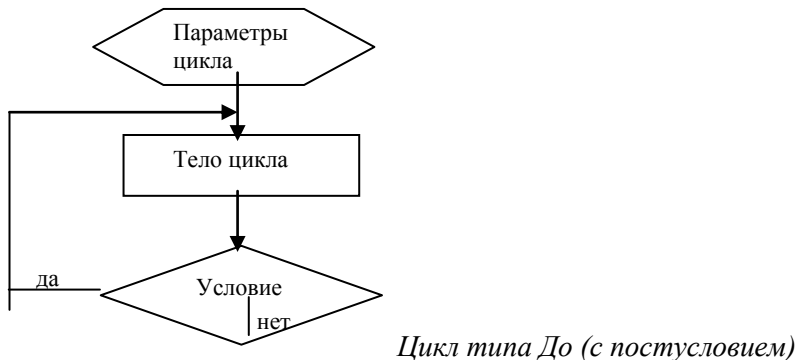 Параметры
цикла
Тело цикла
да
Условие
нет
Цикл типа До (с постусловием)